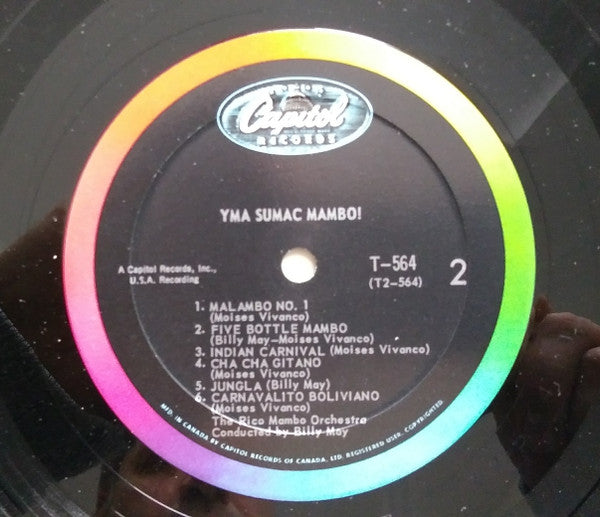 Capitol
RECORDS
YMA SUMAC MAMBO!
A Capitol Records, Inc.,
U.S.A. Recording
T-564
(T2-564)
2
1. MALAMBO NO. 1
(Moises Vivanco)
2. FIVE BOTTLE MAMBO
(Billy May—Moises Vivanco)
3. INDIAN CARNIVAL (Moises Vivanco)
4. CHA CHA GITANO
(Moises Vivanco)
5. JUNGLA (Billy May)
6. CARNAVALITO BOLIVIANO
(Moises Vivanco)
The Rico Mambo Orchestra
Conducted by Billy May
MFD. IN CANADA BY CAPITOL RECORDS OF CANADA, LTD. REGISTERED USER. COPYRIGHTED.